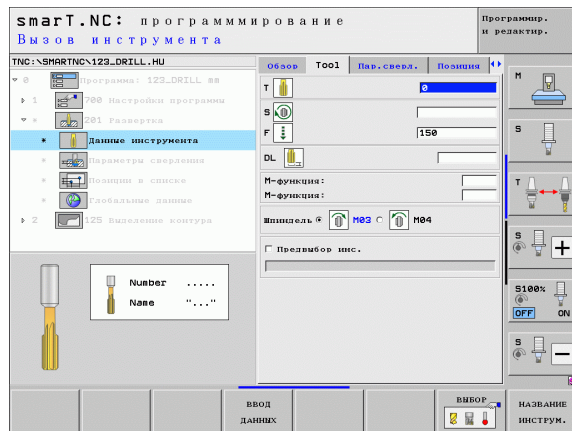 smarT.NC: программмирование
Вызов инструмента
Программир.
и редактир.
TNC:\SMARTNC\123_DRILL.HU
0 Программа: 123_DRILL мм
1 700 Настройки программы
* 201 Развертка
* Данные инструмента
* Параметры сверления
* Позиции в списке
* Глобальные данные
2 125 Выделение контура
Обзор Tool Пар.сверл. Позиция
T 0
S
F 150
DL
М-функция:
М-функция:
Шпиндель M03 M04
Предвыбор инс.
Number .....
Name "..."
M
S
T
S
S100%
OFF ON
S
ВВОД
ДАННЫХ
ВЫБОР
НАЗВАНИЕ
ИНСТРУМ.